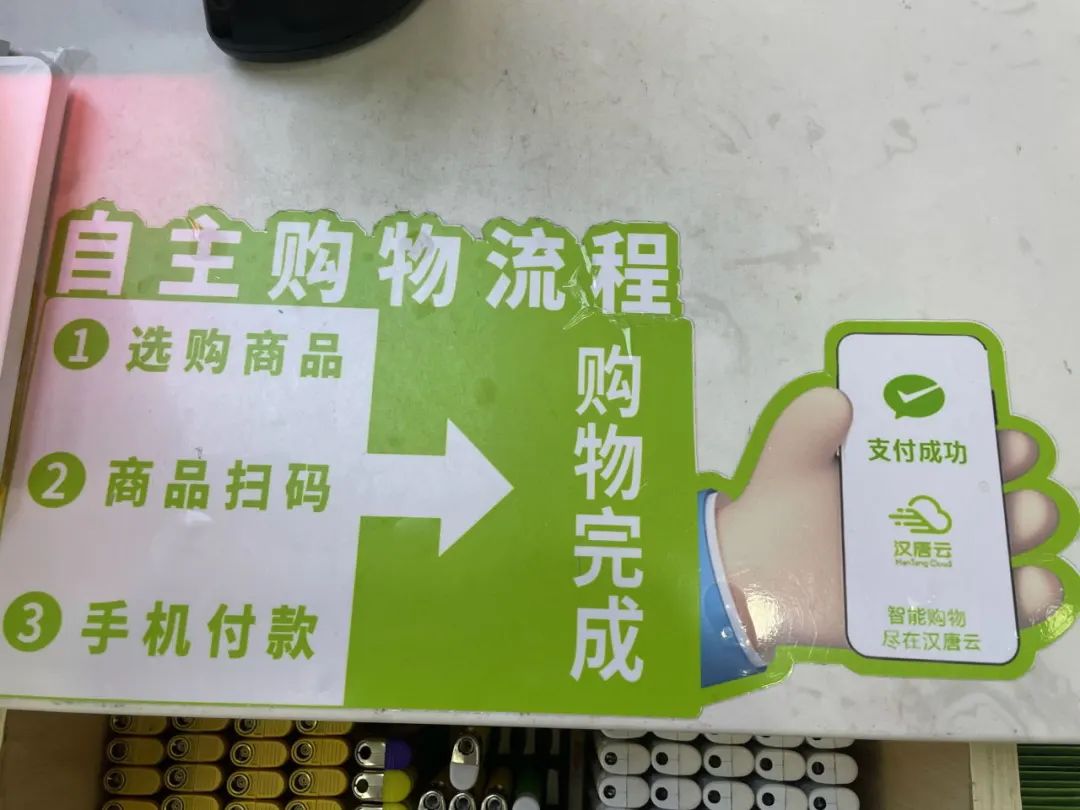 自主购物流程
1 选购商品
2 商品扫码
3 手机付款
购物完成
支付成功
汉唐云
HanTang Cloud
智能购物
尽在汉唐云